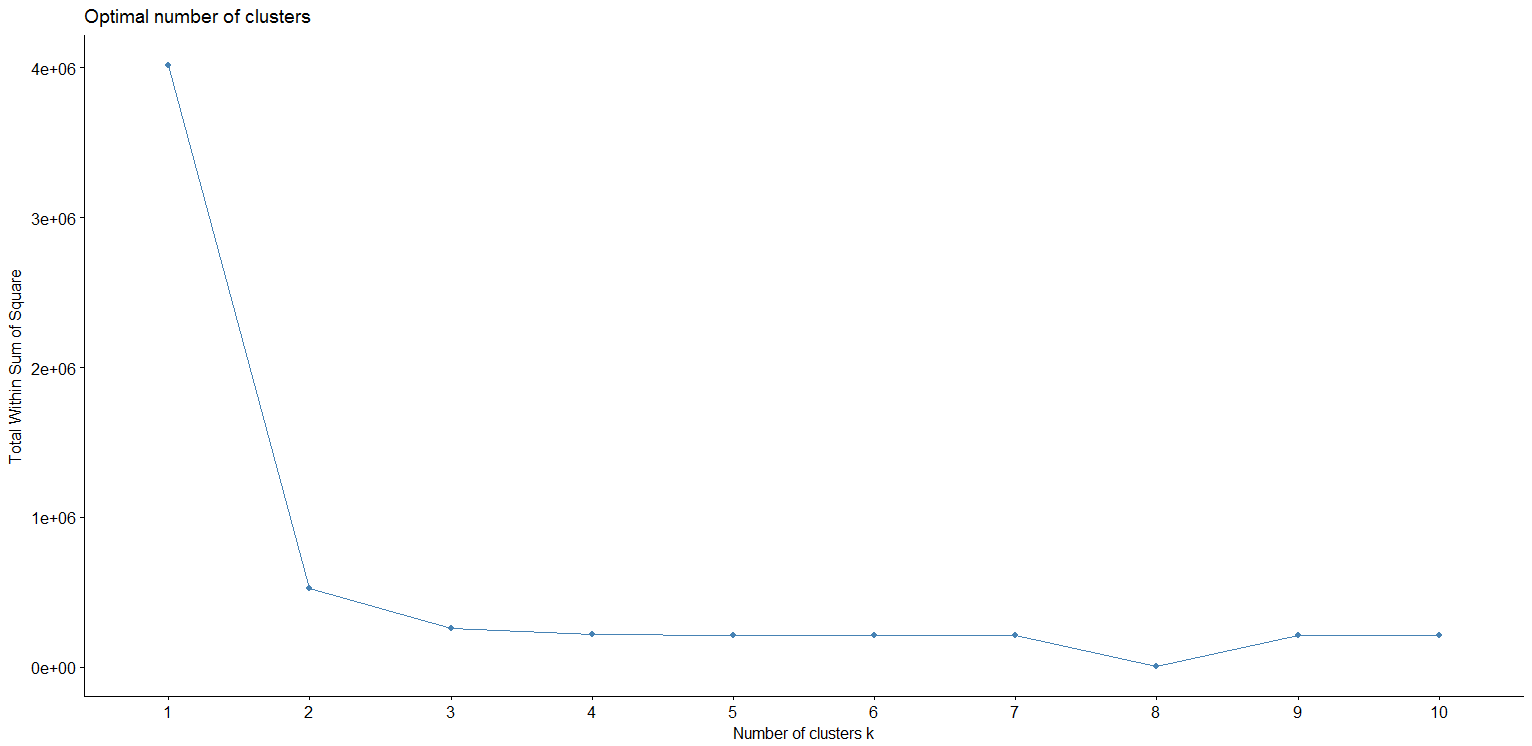 Optimal number of clusters
Total Within Sum of Square
4e+06
3e+06
2e+06
1e+06
0e+00
1 2 3 4 5 6 7 8 9 10
Number of clusters k